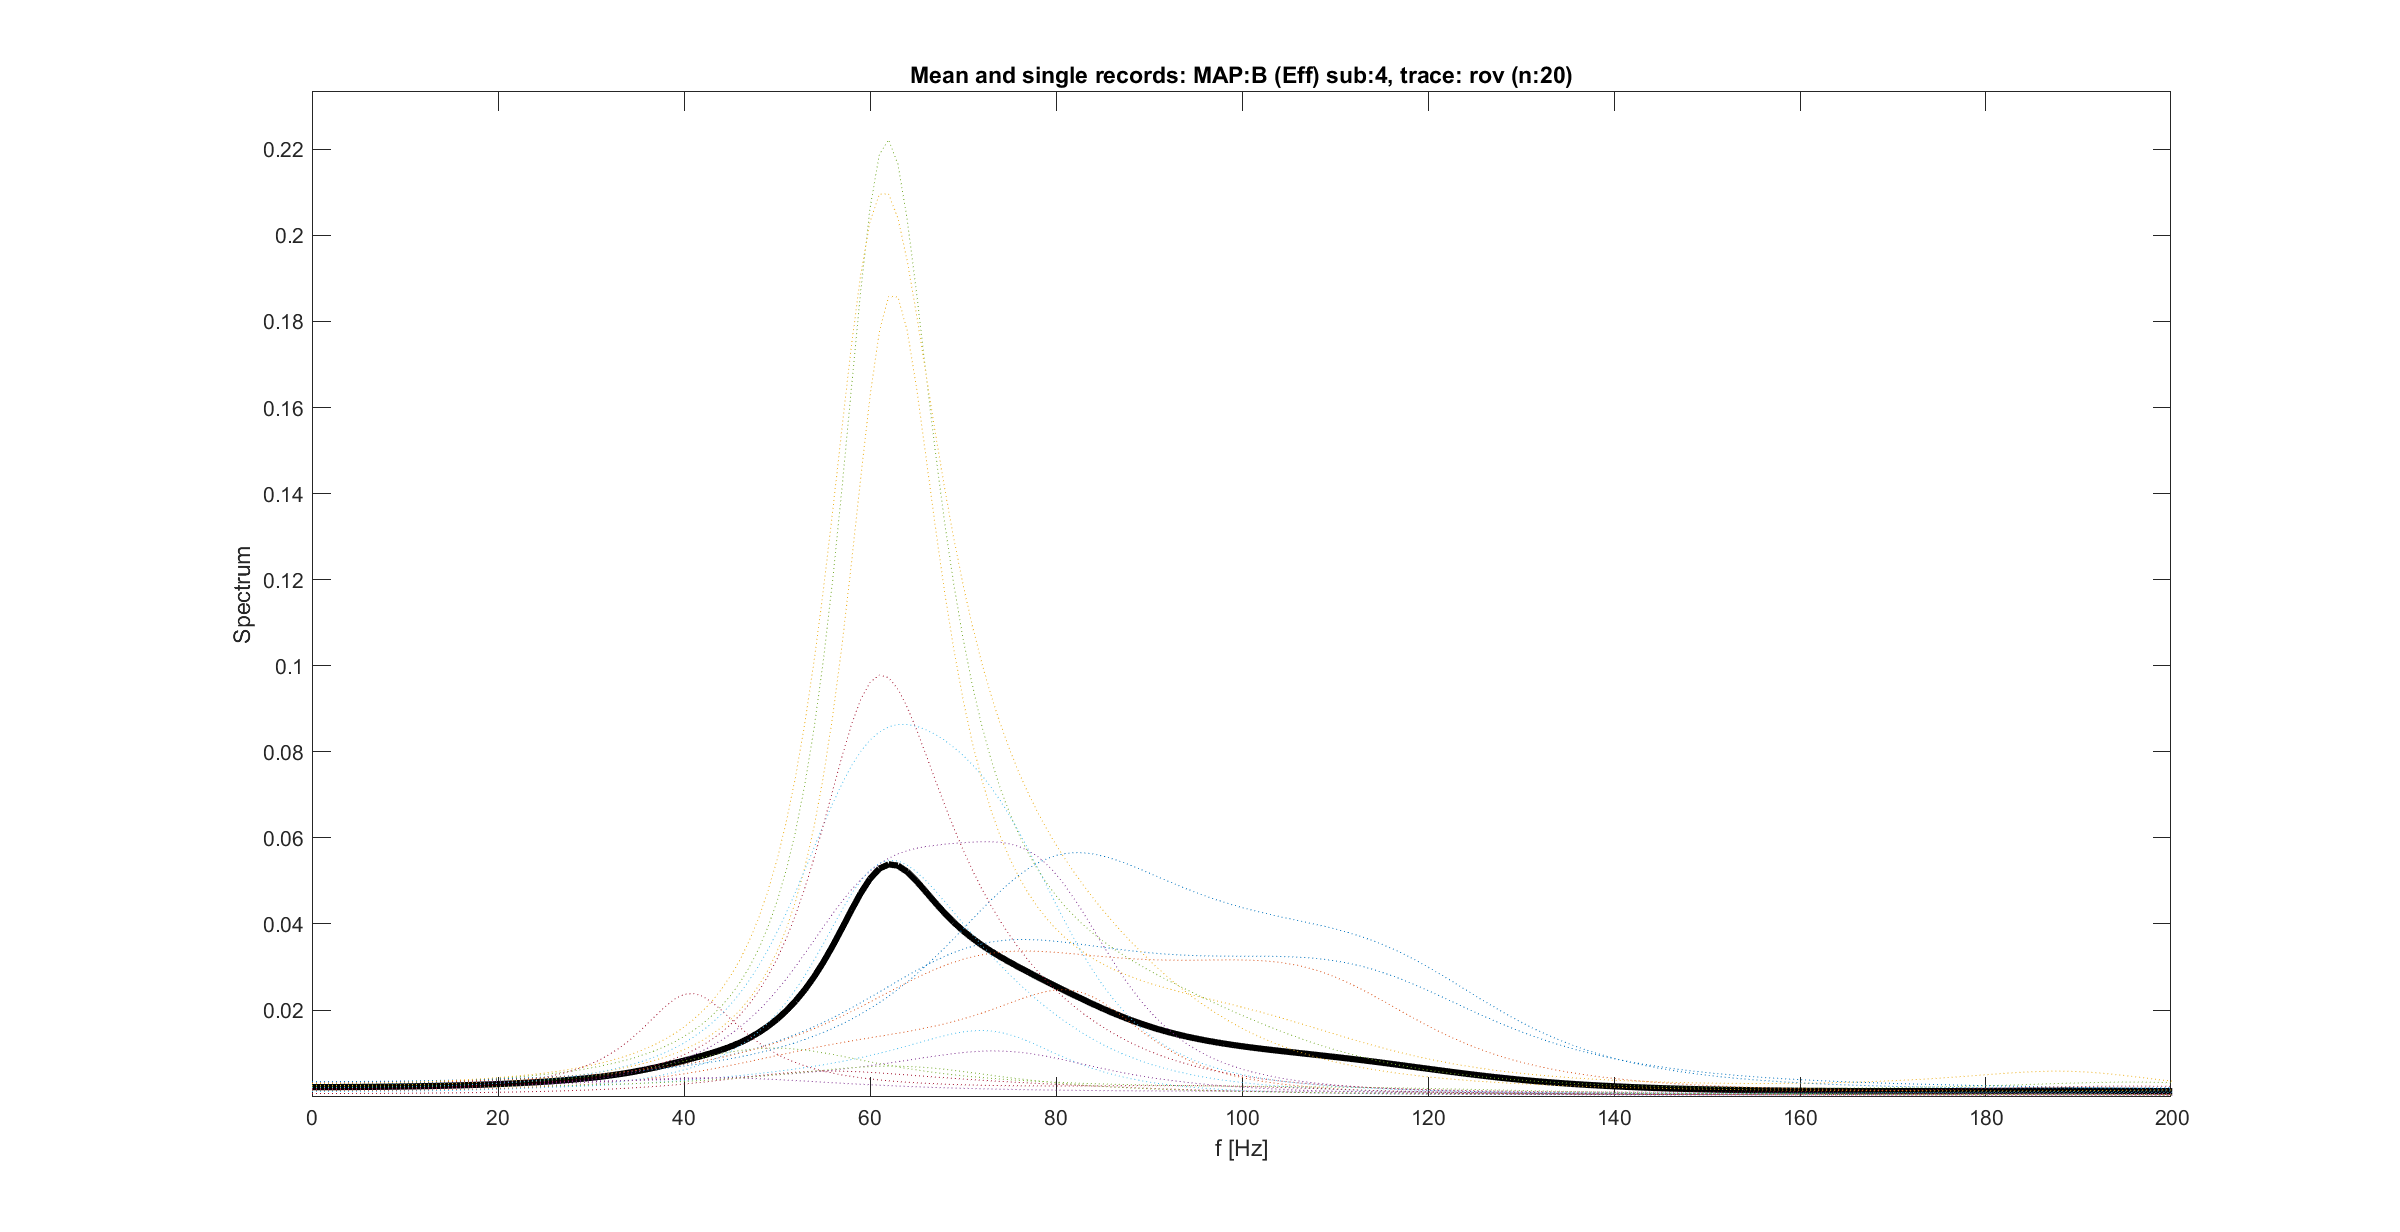 Mean and single records: MAP:B (Eff) sub:4, trace: rov (n:20)
0.22
0.2
0.18
0.16
0.14
0.12
0.1
0.08
0.06
0.04
0.02
Spectrum
0 20 40 60 80 100 120 140 160 180 200
f [Hz]